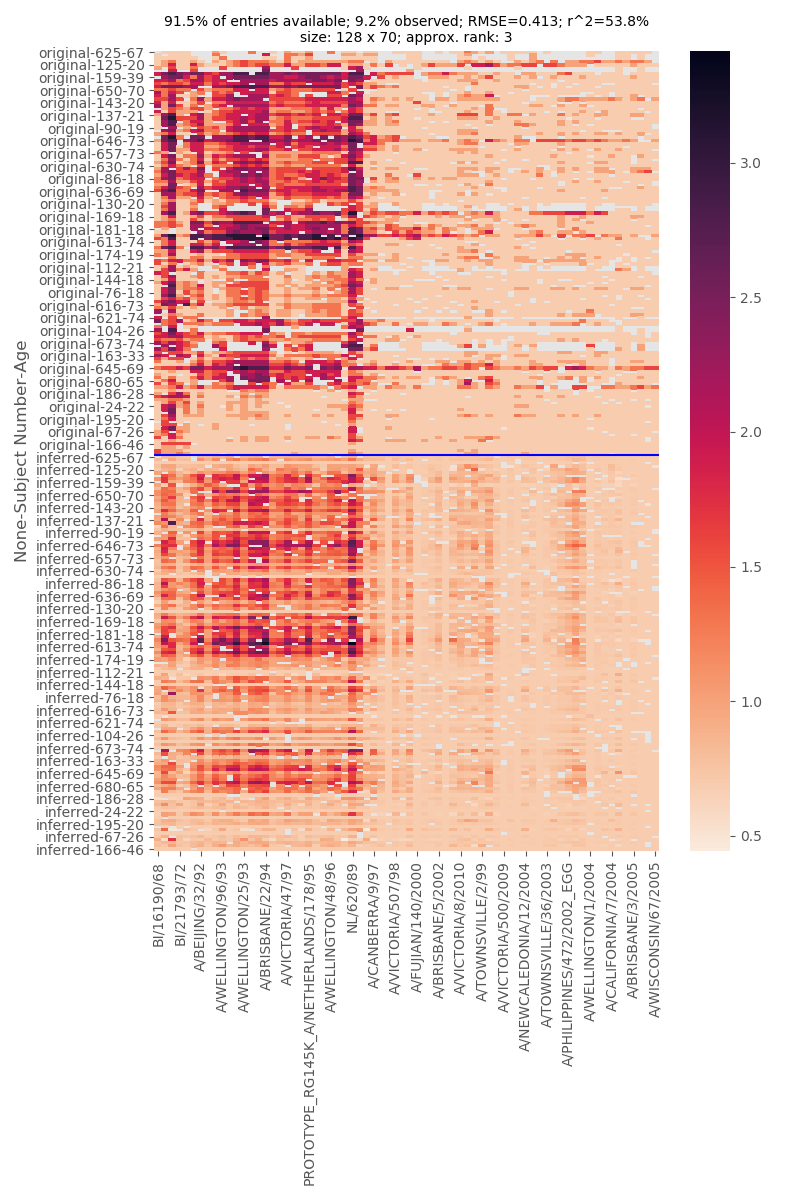 91.5% of entries available; 9.2% observed; RMSE=0.413; r^2=53.8%
size: 128 x 70; approx. rank: 3
None-Subject Number-Age
original-625-67
original-125-20
original-159-39
original-650-70
original-143-20
original-137-21
original-90-19
original-646-73
original-657-73
original-630-74
original-86-18
original-636-69
original-130-20
original-169-18
original-181-18
original-613-74
original-174-19
original-112-21
original-144-18
original-76-18
original-616-73
original-621-74
original-104-26
original-673-74
original-163-33
original-645-69
original-680-65
original-186-28
original-24-22
original-195-20
original-67-26
original-166-46
inferred-625-67
inferred-125-20
inferred-159-39
inferred-650-70
inferred-143-20
inferred-137-21
inferred-90-19
inferred-646-73
inferred-657-73
inferred-630-74
inferred-86-18
inferred-636-69
inferred-130-20
inferred-169-18
inferred-181-18
inferred-613-74
inferred-174-19
inferred-112-21
inferred-144-18
inferred-76-18
inferred-616-73
inferred-621-74
inferred-104-26
inferred-673-74
inferred-163-33
inferred-645-69
inferred-680-65
inferred-186-28
inferred-24-22
inferred-195-20
inferred-67-26
inferred-166-46
3.0
2.5
2.0
1.5
1.0
0.5
BI/16190/68
BI/21793/72
A/BEIJING/32/92
A/WELLINGTON/96/93
A/WELLINGTON/25/93
A/BRISBANE/22/94
A/VICTORIA/47/97
PROTOTYPE_RG145K_A/NETHERLANDS/178/95
A/WELLINGTON/48/96
NL/620/89
A/CANBERRA/9/97
A/VICTORIA/507/98
A/FUJIAN/140/2000
A/BRISBANE/5/2002
A/VICTORIA/8/2010
A/TOWNSVILLE/2/99
A/VICTORIA/500/2009
A/NEWCALEDONIA/12/2004
A/TOWNSVILLE/36/2003
A/PHILIPPINES/472/2002_EGG
A/WELLINGTON/1/2004
A/CALIFORNIA/7/2004
A/BRISBANE/3/2005
A/WISCONSIN/67/2005